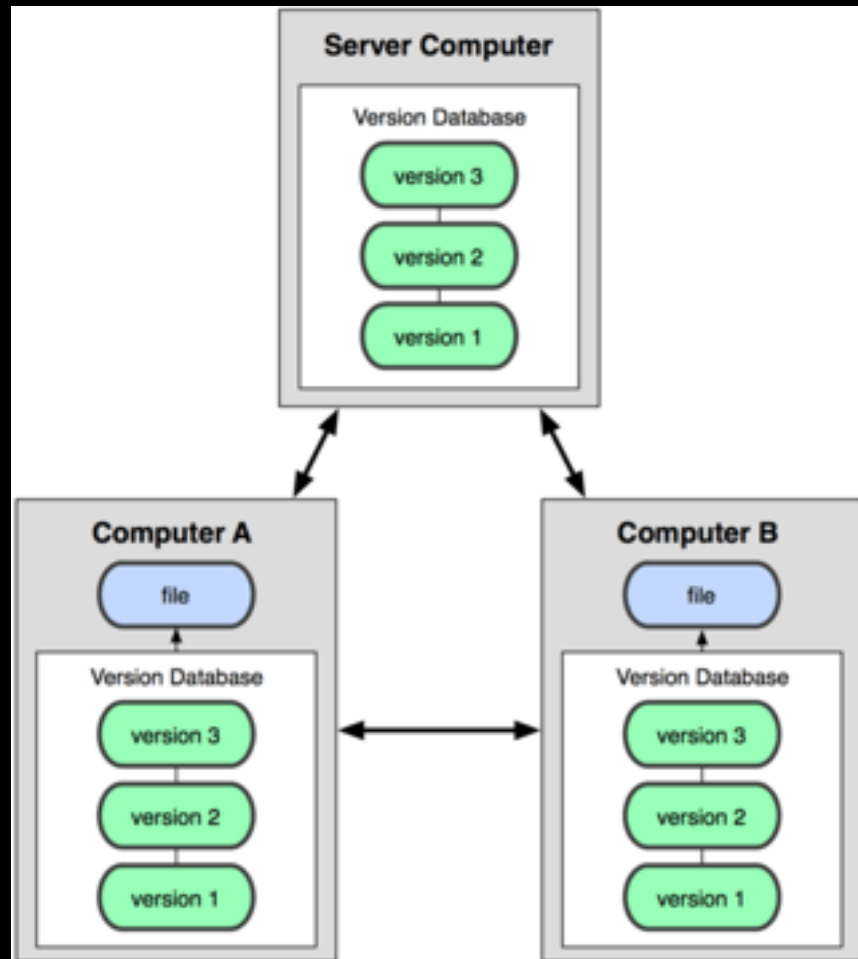 Server Computer
Version Database
version 3
version 2
version 1
Computer A
file
Version Database
version 3
version 2
version 1
Computer B
file
Version Database
version 3
version 2
version 1